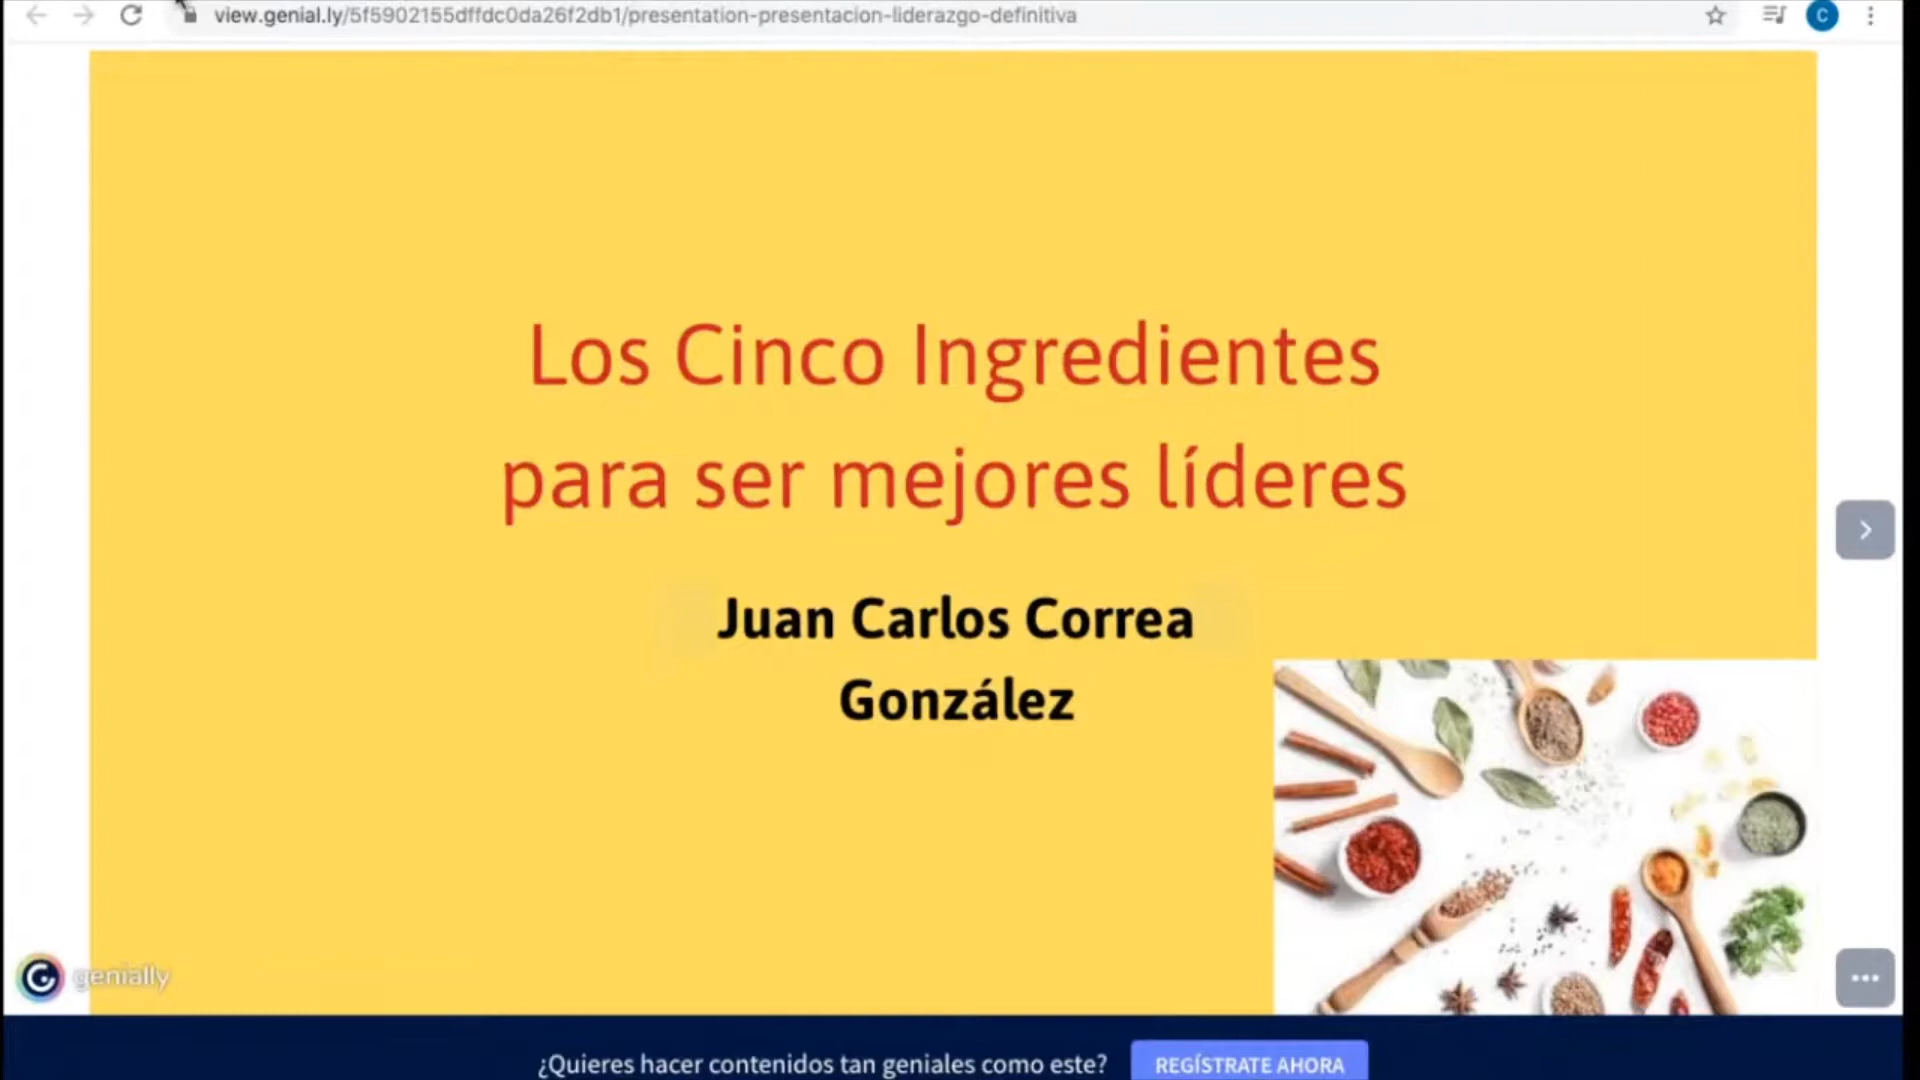 view.genial.ly/5f5902155dffdc0da26f2db1/presentation-presentacion-liderazgo-definitiva
C
Los Cinco Ingredientes
para ser mejores líderes
Juan Carlos Correa
González
genially
¿Quieres hacer contenidos tan geniales como este?
REGÍSTRATE AHORA